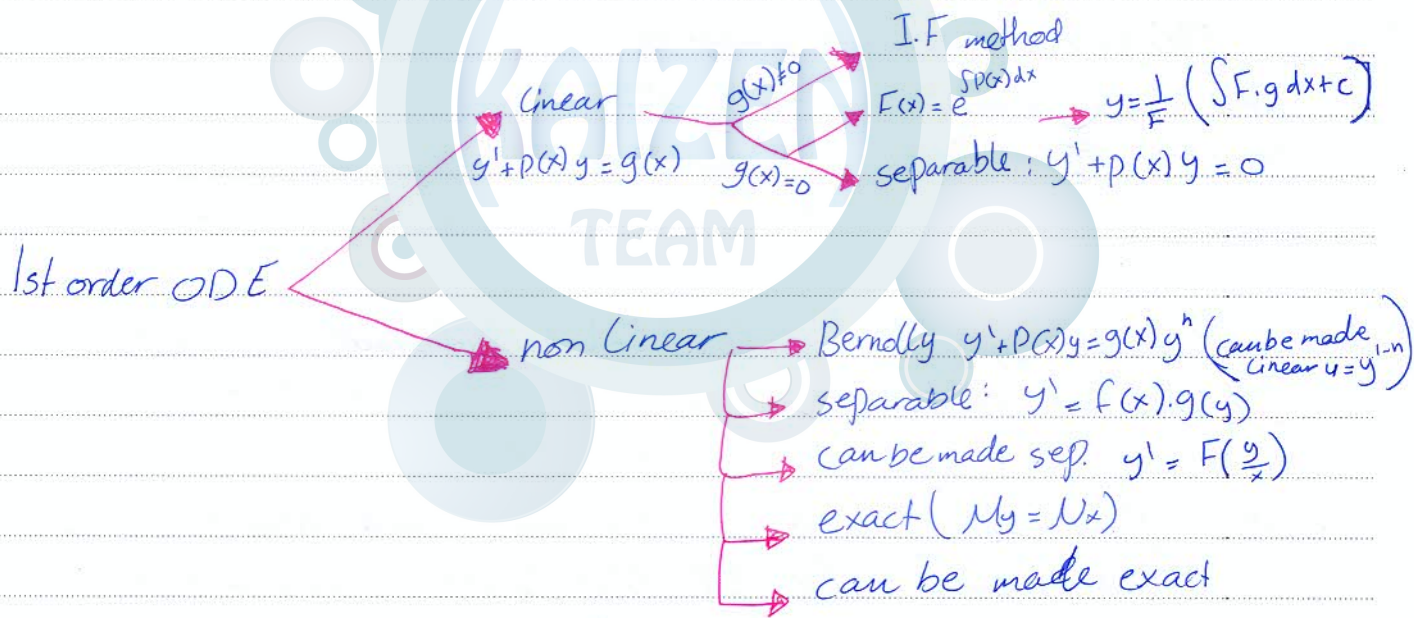 KAIZEN
TEAM
1st order ODE
Linear
y' + P(x) y = g(x)
g(x)≠0
g(x)=0
I.F method
F(x) = e^∫P(x)dx
y = 1/F (∫F.g dx + c)
separable : y' + p(x) y = 0
non Linear
Bernolly y' + P(x)y = g(x) y^n (can be made Linear u = y^1-n)
separable: y' = f(x).g(y)
can be made sep. y' = F(y/x)
exact ( My = Nx)
can be made exact